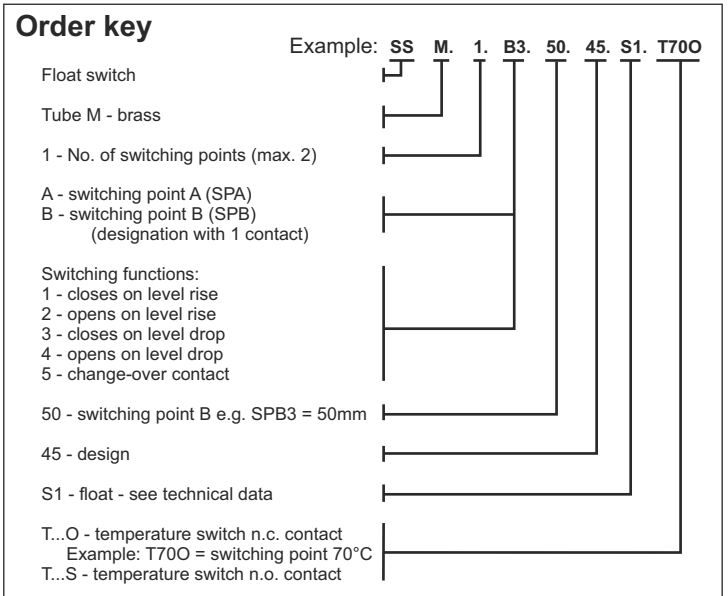 Order key
Example: SS M. 1. B3. 50. 45. S1. T70O
Float switch
Tube M - brass
1 - No. of switching points (max. 2)
A - switching point A (SPA)
B - switching point B (SPB)
(designation with 1 contact)
Switching functions:
1 - closes on level rise
2 - opens on level rise
3 - closes on level drop
4 - opens on level drop
5 - change-over contact
50 - switching point B e.g. SPB3 = 50mm
45 - design
S1 - float - see technical data
T...O - temperature switch n.c. contact
Example: T70O = switching point 70°C
T...S - temperature switch n.o. contact